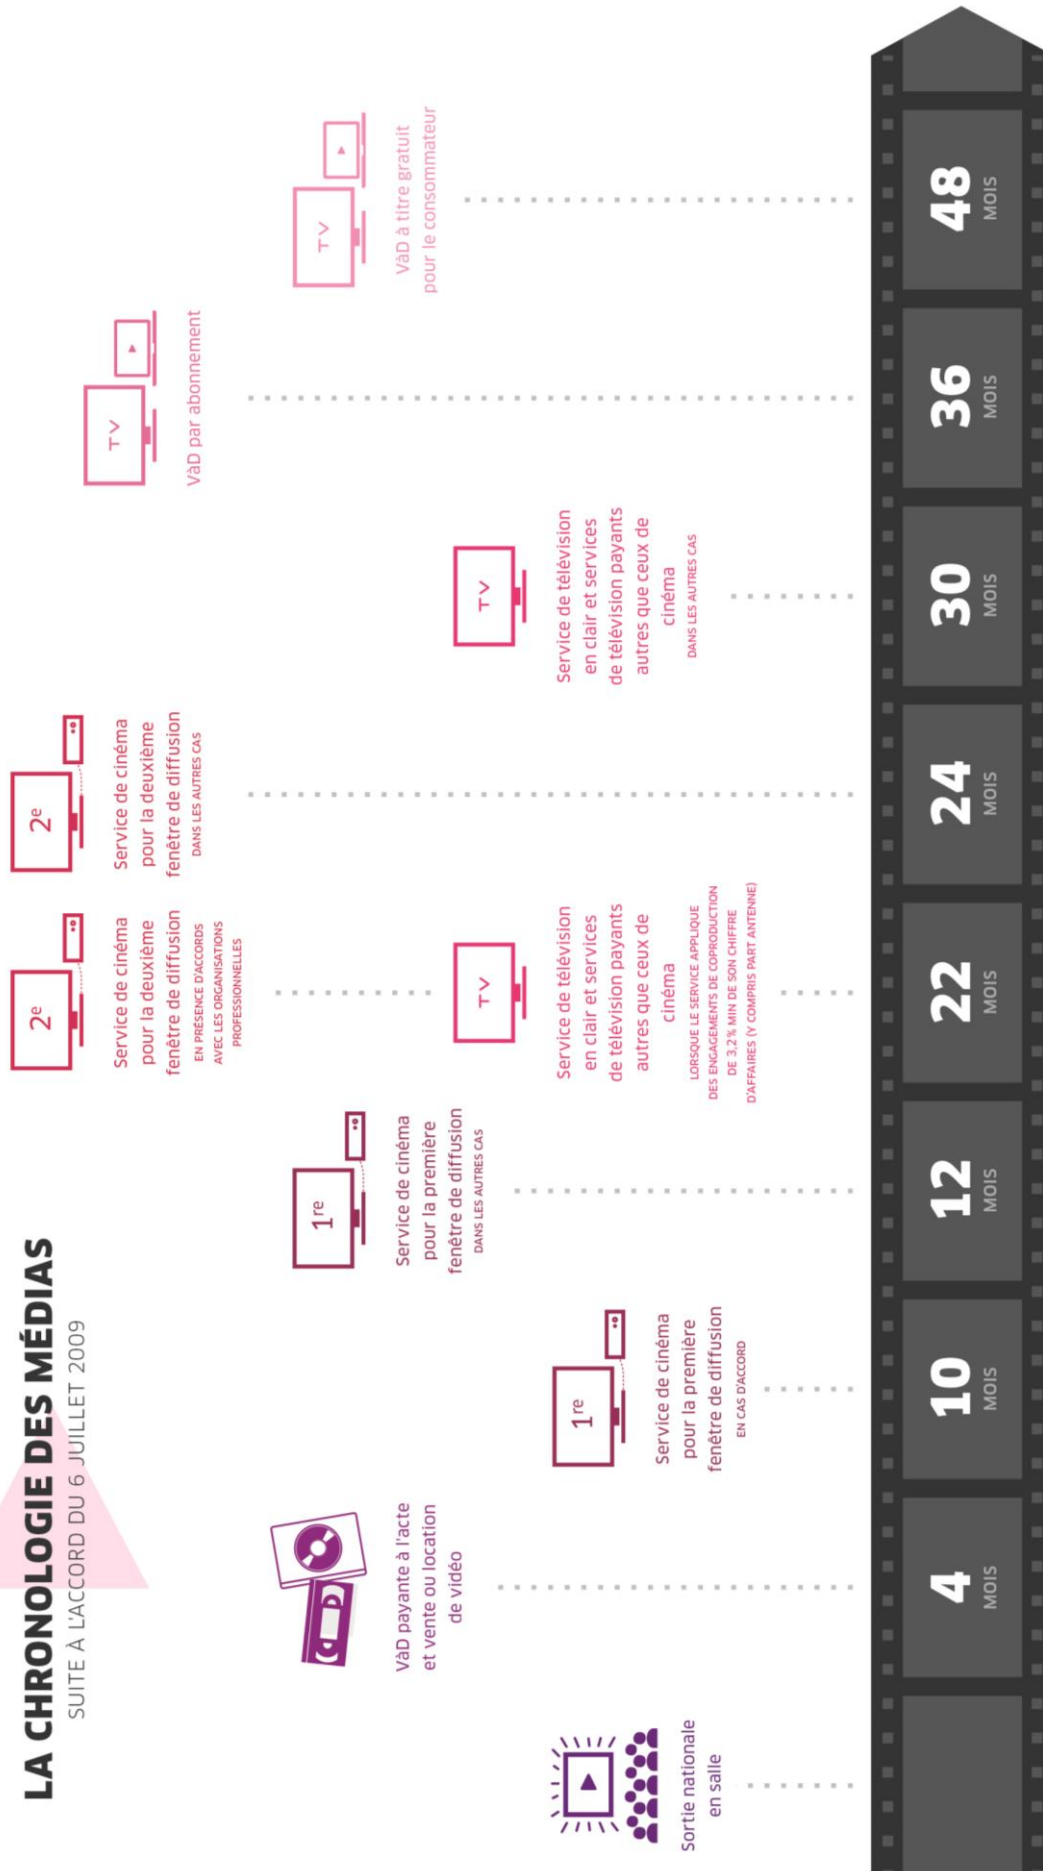 LA CHRONOLOGIE DES MÉDIAS
SUITE À L'ACCORD DU 6 JUILLET 2009
Sortie nationale
en salle
VàD payante à l'acte
et vente ou location
de vidéo
4
MOIS
1re
Service de cinéma
pour la première
fenêtre de diffusion
EN CAS D'ACCORD
10
MOIS
1re
Service de cinéma
pour la première
fenêtre de diffusion
DANS LES AUTRES CAS
12
MOIS
2e
Service de cinéma
pour la deuxième
fenêtre de diffusion
EN PRÉSENCE D'ACCORDS
AVEC LES ORGANISATIONS
PROFESSIONNELLES
TV
Service de télévision
en clair et services
de télévision payants
autres que ceux de
cinéma
LORSQUE LE SERVICE APPLIQUE
DES ENGAGEMENTS DE COPRODUCTION
DE 3,2 % MIN DE SON CHIFFRE
D'AFFAIRES (Y COMPRIS PART ANTENNE)
22
MOIS
2e
Service de cinéma
pour la deuxième
fenêtre de diffusion
DANS LES AUTRES CAS
24
MOIS
TV
Service de télévision
en clair et services
de télévision payants
autres que ceux de
cinéma
DANS LES AUTRES CAS
30
MOIS
TV
VàD par abonnement
36
MOIS
TV
VàD à titre gratuit
pour le consommateur
48
MOIS